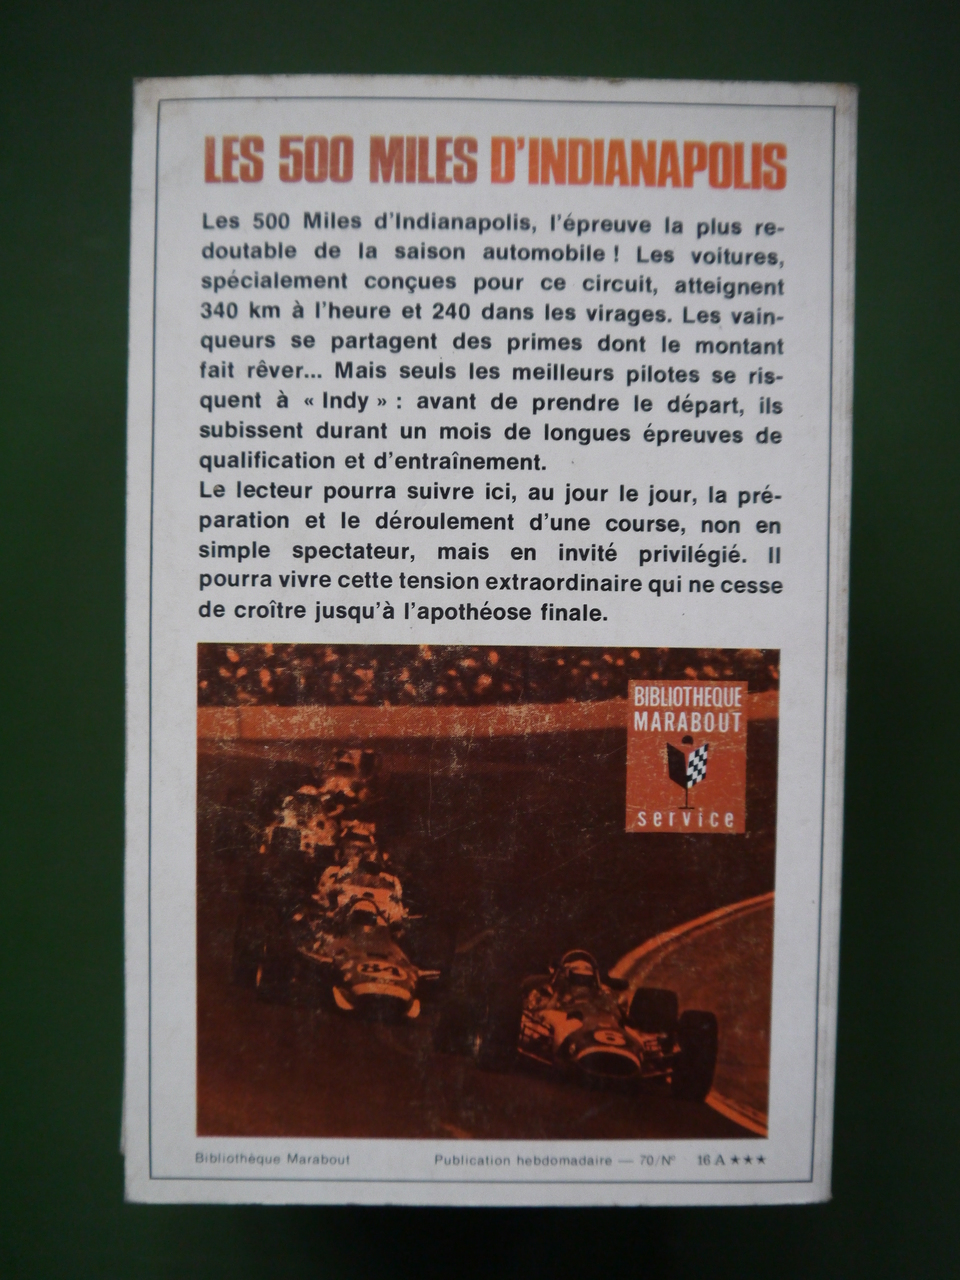 LES 500 MILES D'INDIANAPOLIS
Les 500 Miles d'Indianapolis, l'épreuve la plus re-
doutable de la saison automobile ! Les voitures,
spécialement conçues pour ce circuit, atteignent
340 km à l'heure et 240 dans les virages. Les vain-
queurs se partagent des primes dont le montant
fait rêver... Mais seuls les meilleurs pilotes se ris-
quent à « Indy » : avant de prendre le départ, ils
subissent durant un mois de longues épreuves de
qualification et d'entraînement.
Le lecteur pourra suivre ici, au jour le jour, la pré-
paration et le déroulement d'une course, non en
simple spectateur, mais en invité privilégié. Il
pourra vivre cette tension extraordinaire qui ne cesse
de croître jusqu'à l'apothéose finale.
BIBLIOTHEQUE
MARABOUT
service
84
6
Bibliothèque Marabout
Publication hebdomadaire — 70/N° 16 A ★★★